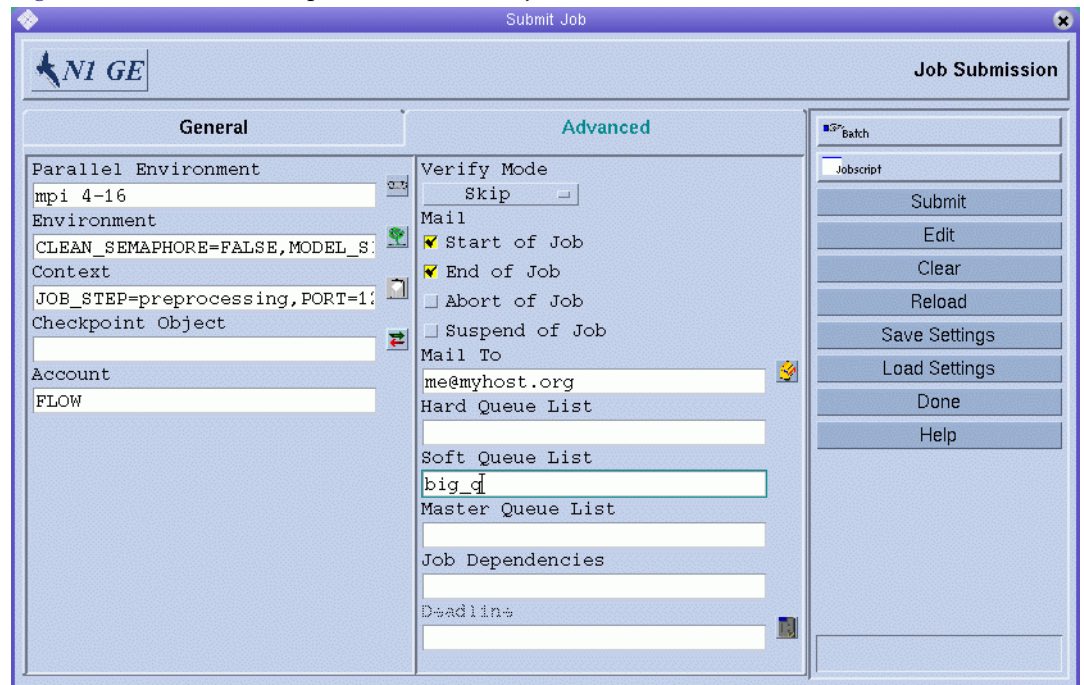 Submit Job
N1 GE
Job Submission
General
Advanced
Parallel Environment
mpi 4-16
Environment
CLEAN_SEMAPHORE=FALSE,MODEL_S
Context
JOB_STEP=preprocessing,PORT=1
Checkpoint Object
Account
FLOW
Verify Mode
Skip
Mail
Start of Job
End of Job
Abort of Job
Suspend of Job
Mail To
me@myhost.org
Hard Queue List
Soft Queue List
big_q
Master Queue List
Job Dependencies
Deadline
Batch
Jobscript
Submit
Edit
Clear
Reload
Save Settings
Load Settings
Done
Help